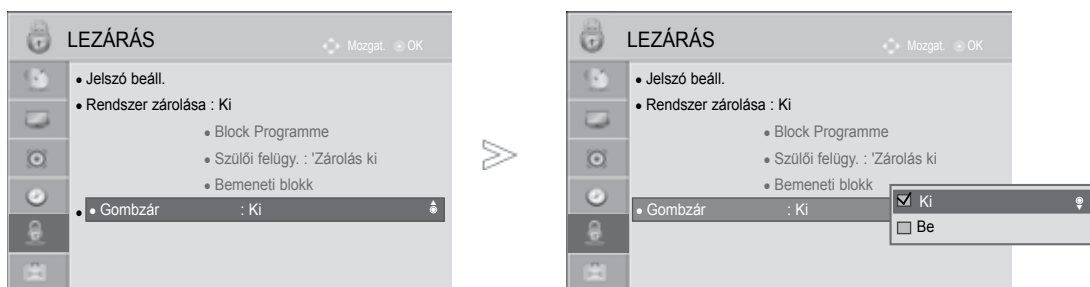 LEZÁRÁS
Mozgat. OK
• Jelszó beáll.
• Rendszer zárolása : Ki
• Block Programme
• Szülői felügy. : 'Zárolás ki
• Bemeneti blokk
• • Gombzár : Ki
LEZÁRÁS
Mozgat. OK
• Jelszó beáll.
• Rendszer zárolása : Ki
• Block Programme
• Szülői felügy. : 'Zárolás ki
• Bemeneti blokk
• Gombzár : Ki
Ki
Be